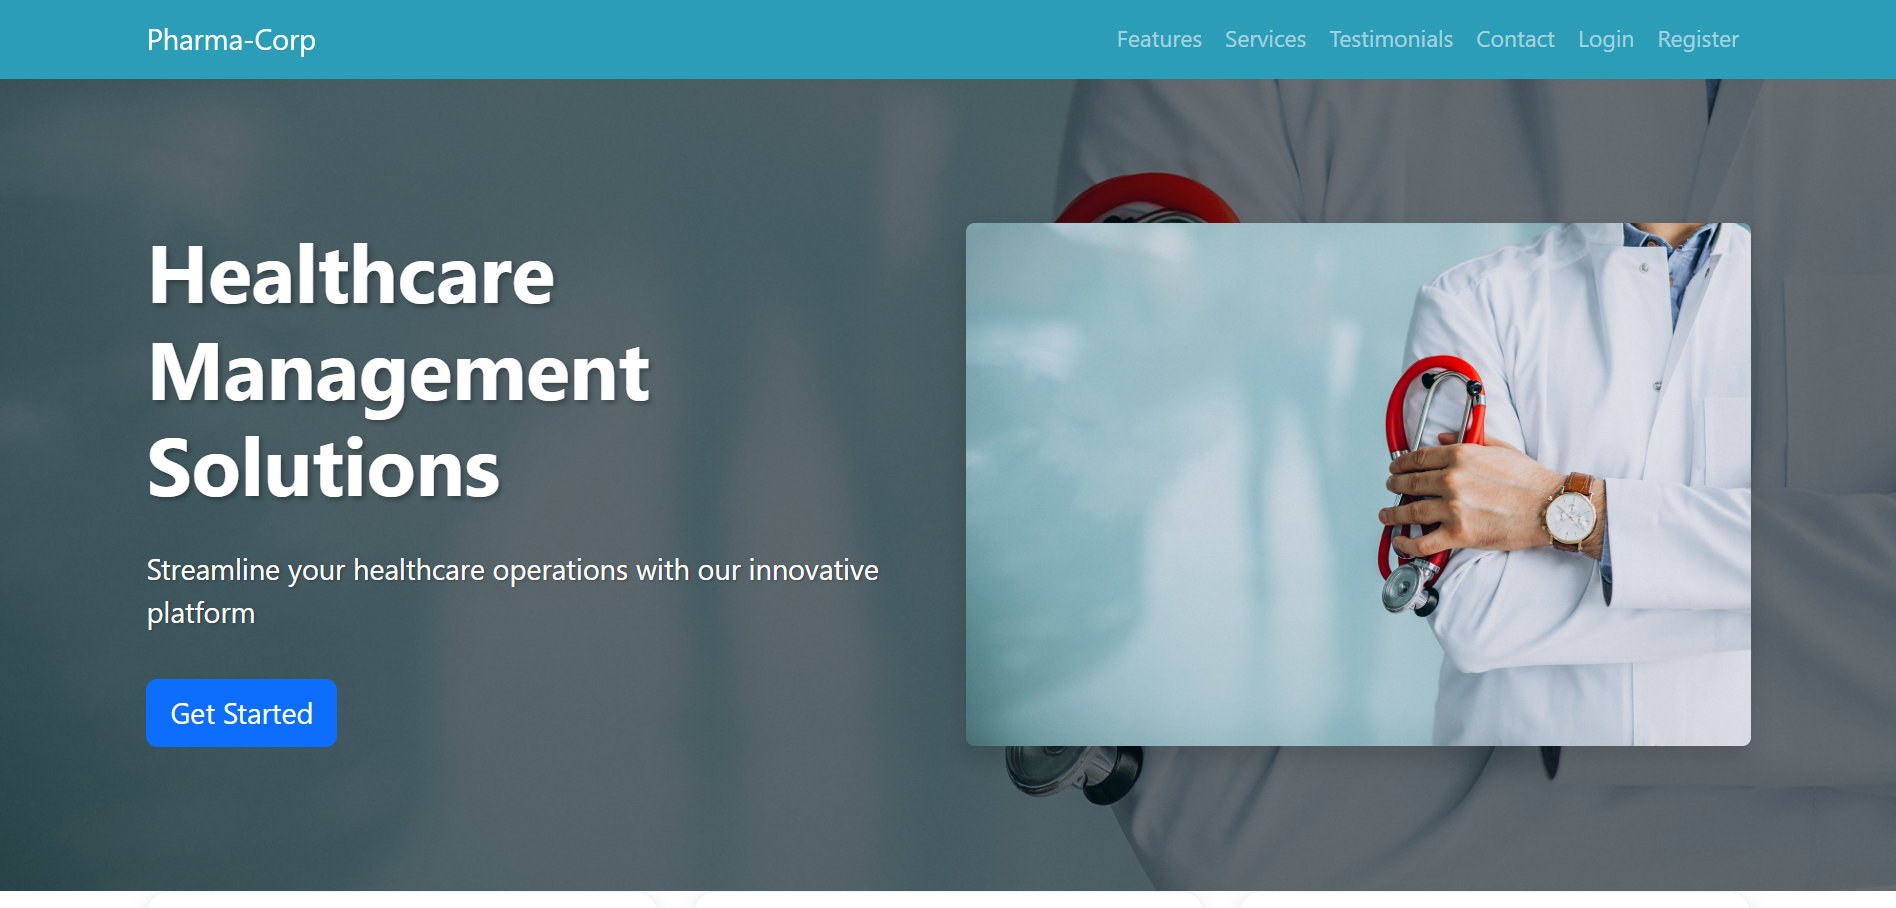 Pharma-Corp
Features Services Testimonials Contact Login Register
Healthcare
Management
Solutions
Streamline your healthcare operations with our innovative
platform
Get Started